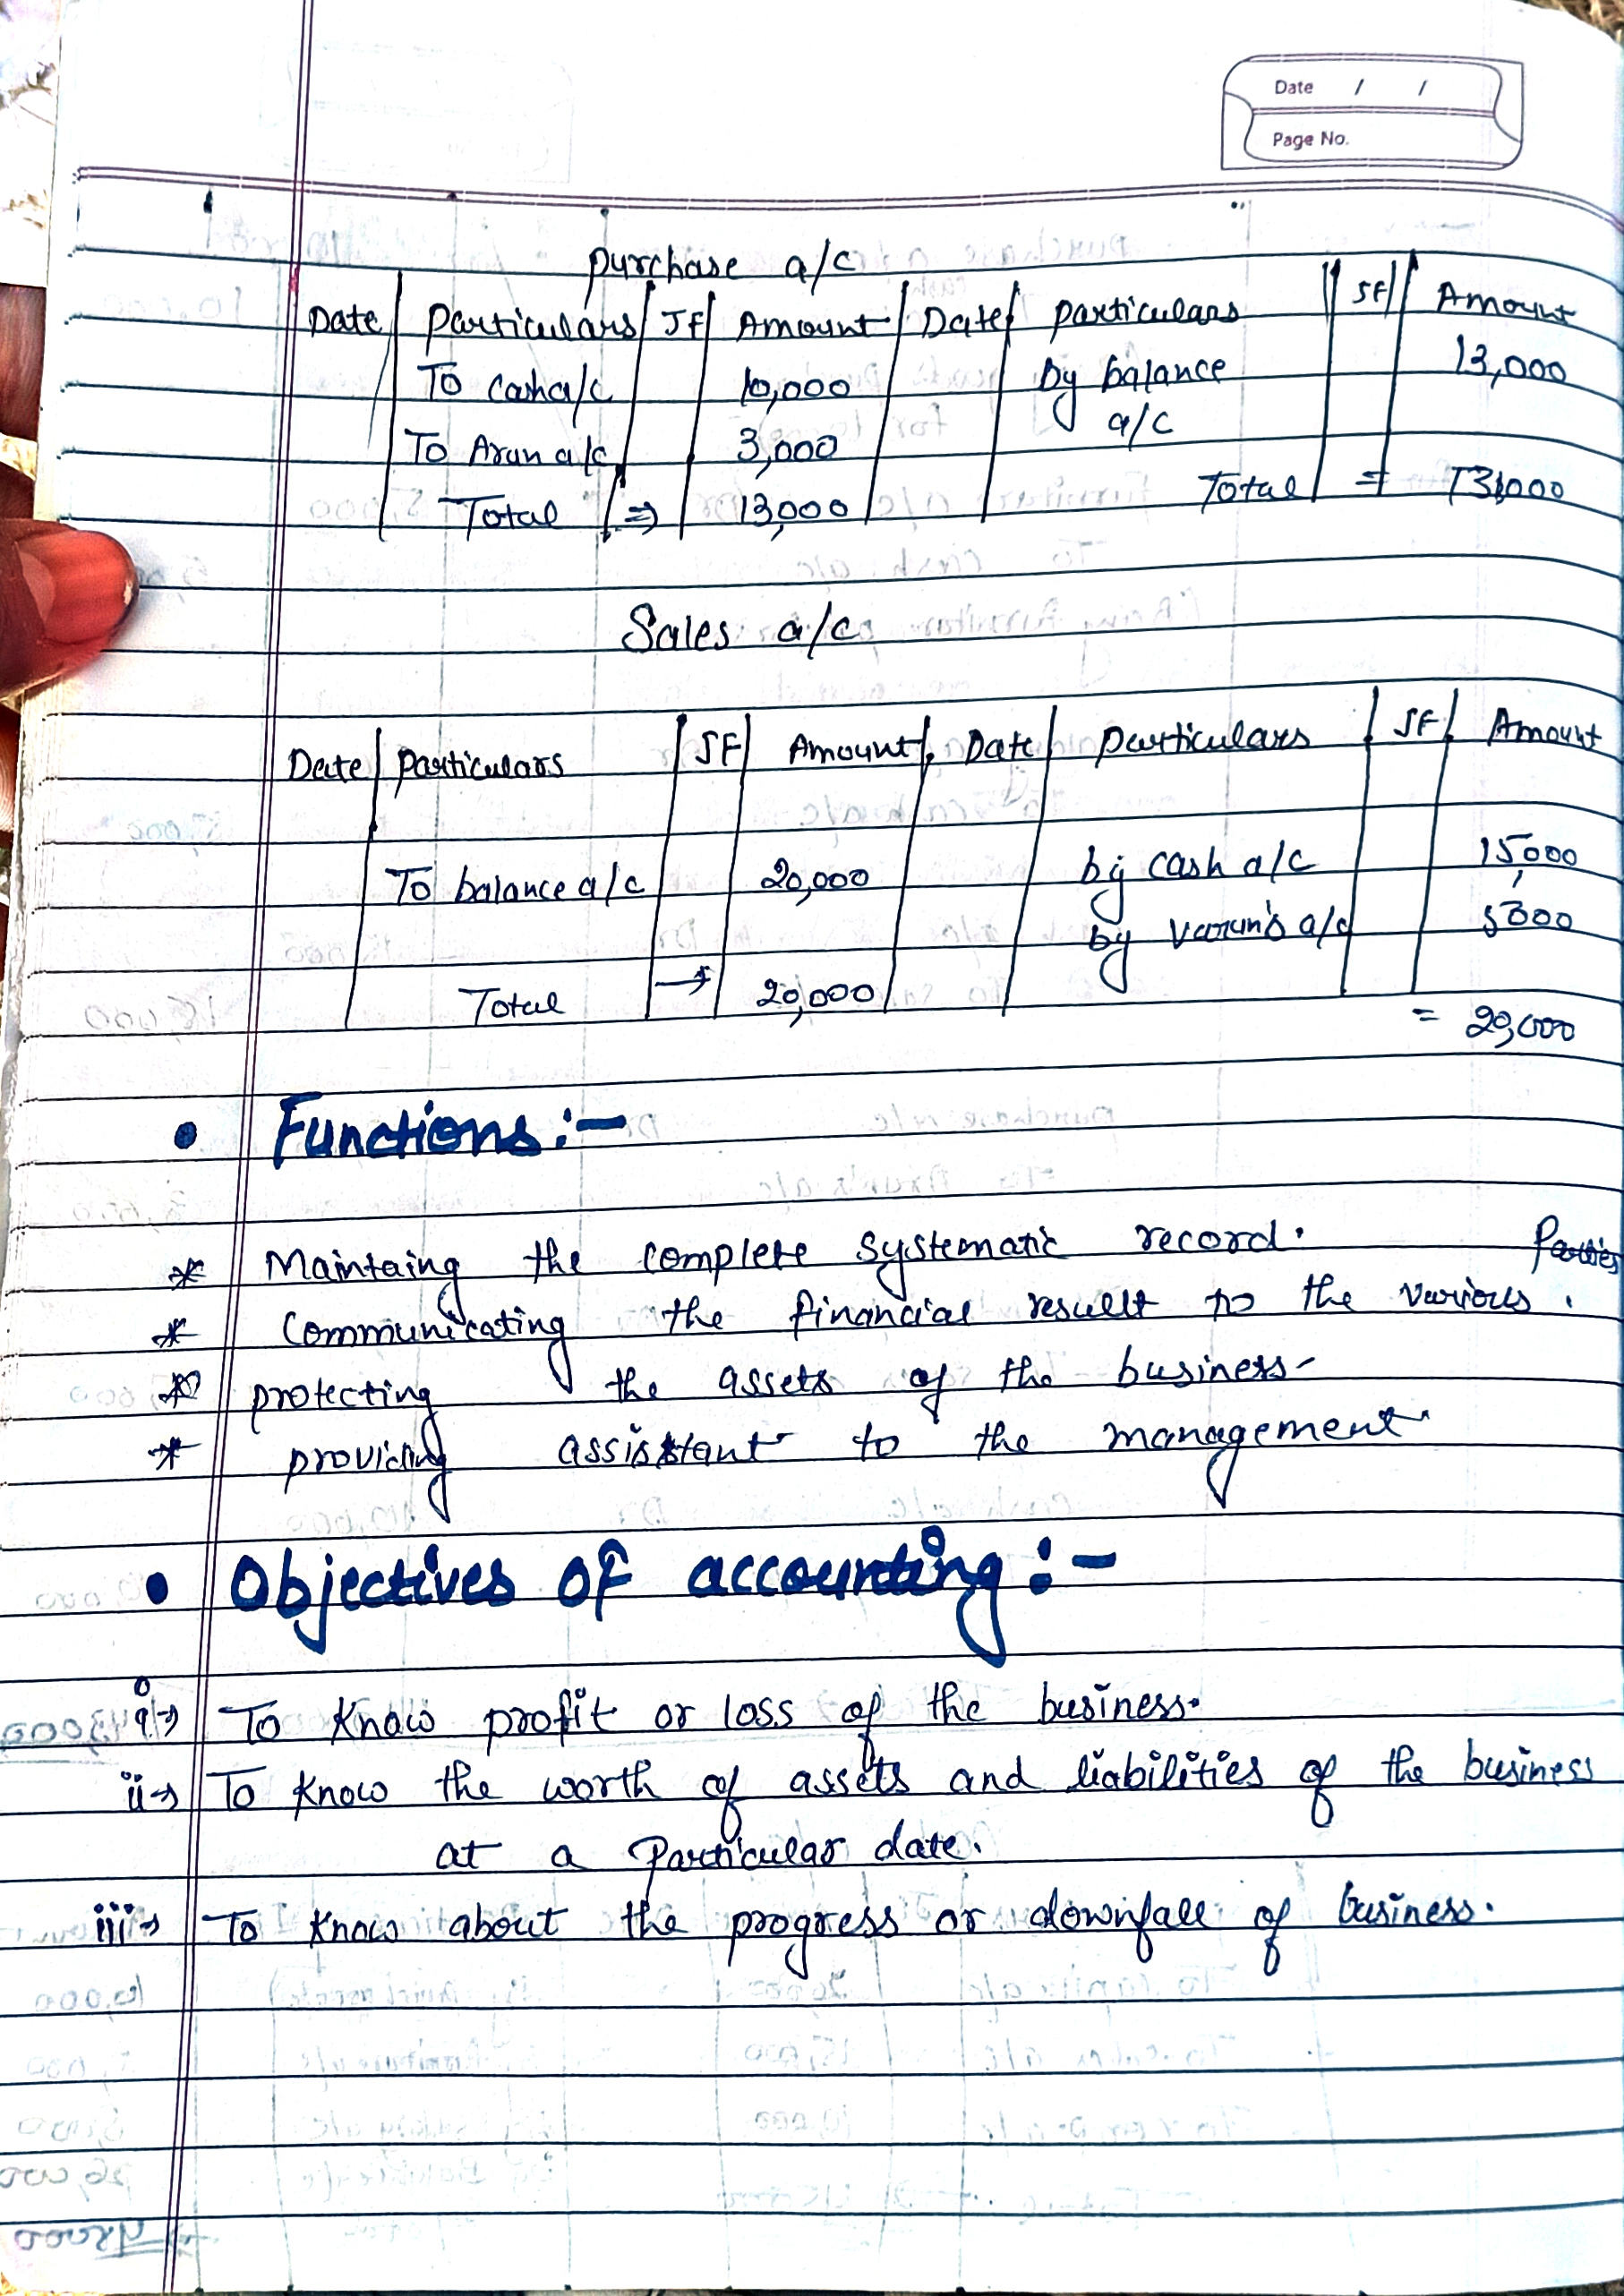 Date / /
Page No.
purchase a/c
Date Particulars JF Amount Date particulars JF Amount
To cash a/c 10,000 by balance 13,000
a/c
To Arun a/c 3,000
Total ⇒ 13,000 Total = 13,000
Sales a/c
Date particulars JF Amount Date particulars JF Amount
To balance a/c 20,000 by cash a/c 15,000
by varun's a/c 5000
Total → 20,000
= 20,000
• Functions :-
* Maintaing the complete systematic record.
* Communicating the financial result to the various . Parties
* protecting the assets of the business-
* providing assisstant to the management
• Objectives of accounting :-
i→ To Know profit or loss of the business.
ii→ To Know the worth of assets and liabilities of the business
at a Particular date.
iii→ To Know about the progress or downfall of business.